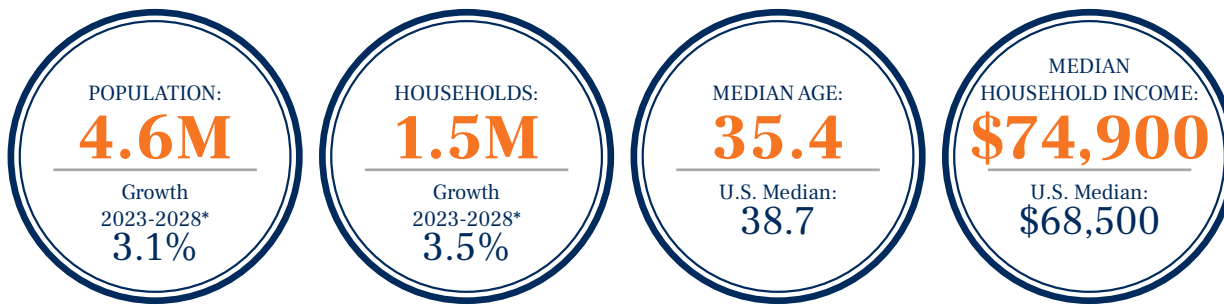 POPULATION:
4.6M
Growth
2023-2028*
3.1%
HOUSEHOLDS:
1.5M
Growth
2023-2028*
3.5%
MEDIAN AGE:
35.4
U.S. Median:
38.7
MEDIAN
HOUSEHOLD INCOME:
$74,900
U.S. Median:
$68,500